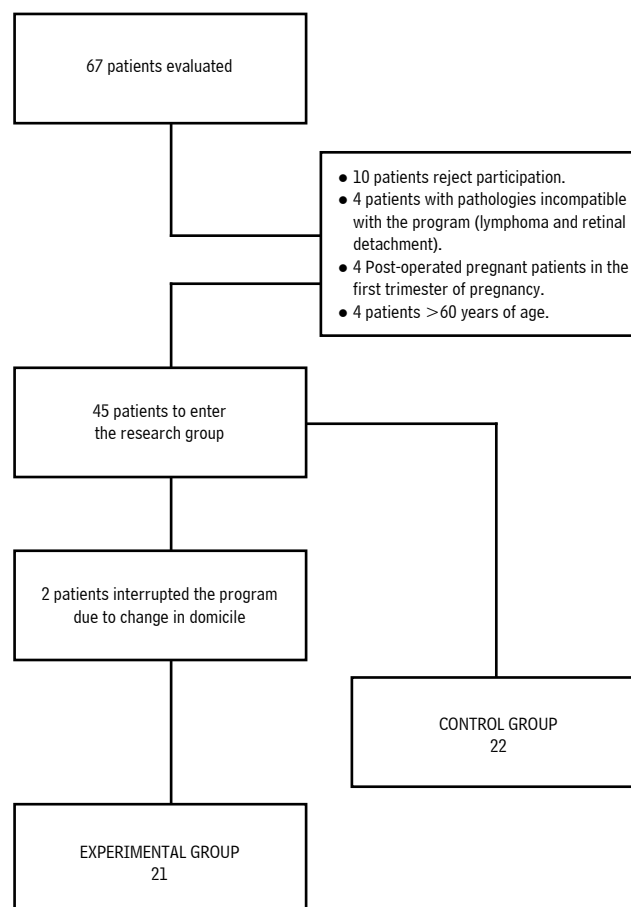 67 patients evaluated
● 10 patients reject participation.
● 4 patients with pathologies incompatible
with the program (lymphoma and retinal
detachment).
● 4 Post-operated pregnant patients in the
first trimester of pregnancy.
● 4 patients >60 years of age.
45 patients to enter
the research group
2 patients interrupted the program
due to change in domicile
CONTROL GROUP
22
EXPERIMENTAL GROUP
21